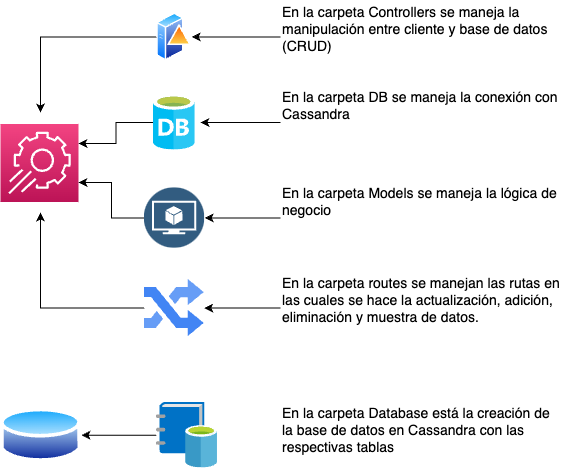 En la carpeta Controllers se maneja la
manipulación entre cliente y base de datos
(CRUD)
En la carpeta DB se maneja la conexión con
Cassandra
DB
En la carpeta Models se maneja la lógica de
negocio
En la carpeta routes se manejan las rutas en
las cuales se hace la actualización, adición,
eliminación y muestra de datos.
En la carpeta Database está la creación de
la base de datos en Cassandra con las
respectivas tablas